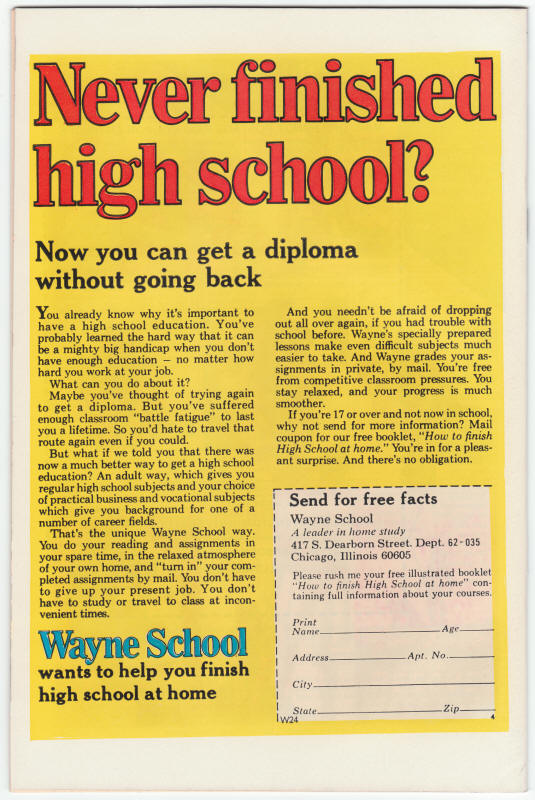 Never finished
high school?
Now you can get a diploma
without going back
You already know why it's important to
have a high school education. You've
probably learned the hard way that it can
be a mighty big handicap when you don't
have enough education – no matter how
hard you work at your job.
What can you do about it?
Maybe you've thought of trying again
to get a diploma. But you've suffered
enough classroom "battle fatigue" to last
you a lifetime. So you'd hate to travel that
route again even if you could.
But what if we told you that there was
now a much better way to get a high school
education? An adult way, which gives you
regular high school subjects and your choice
of practical business and vocational subjects
which give you background for one of a
number of career fields.
That's the unique Wayne School way.
You do your reading and assignments in
your spare time, in the relaxed atmosphere
of your own home, and "turn in" your com-
pleted assignments by mail. You don't have
to give up your present job. You don't
have to study or travel to class at incon-
venient times.
Wayne School
wants to help you finish
high school at home
And you needn't be afraid of dropping
out all over again, if you had trouble with
school before. Wayne's specially prepared
lessons make even difficult subjects much
easier to take. And Wayne grades your as-
signments in private, by mail. You're free
from competitive classroom pressures. You
stay relaxed, and your progress is much
smoother.
If you're 17 or over and not now in school,
why not send for more information? Mail
coupon for our free booklet, "How to finish
High School at home." You're in for a pleas-
ant surprise. And there's no obligation.
Send for free facts
Wayne School
A leader in home study
417 S. Dearborn Street. Dept. 62-035
Chicago, Illinois 60605
Please rush me your free illustrated booklet
"How to finish High School at home" con-
taining full information about your courses.
Print
Name Age
Address Apt. No.
City
State Zip
W24 4